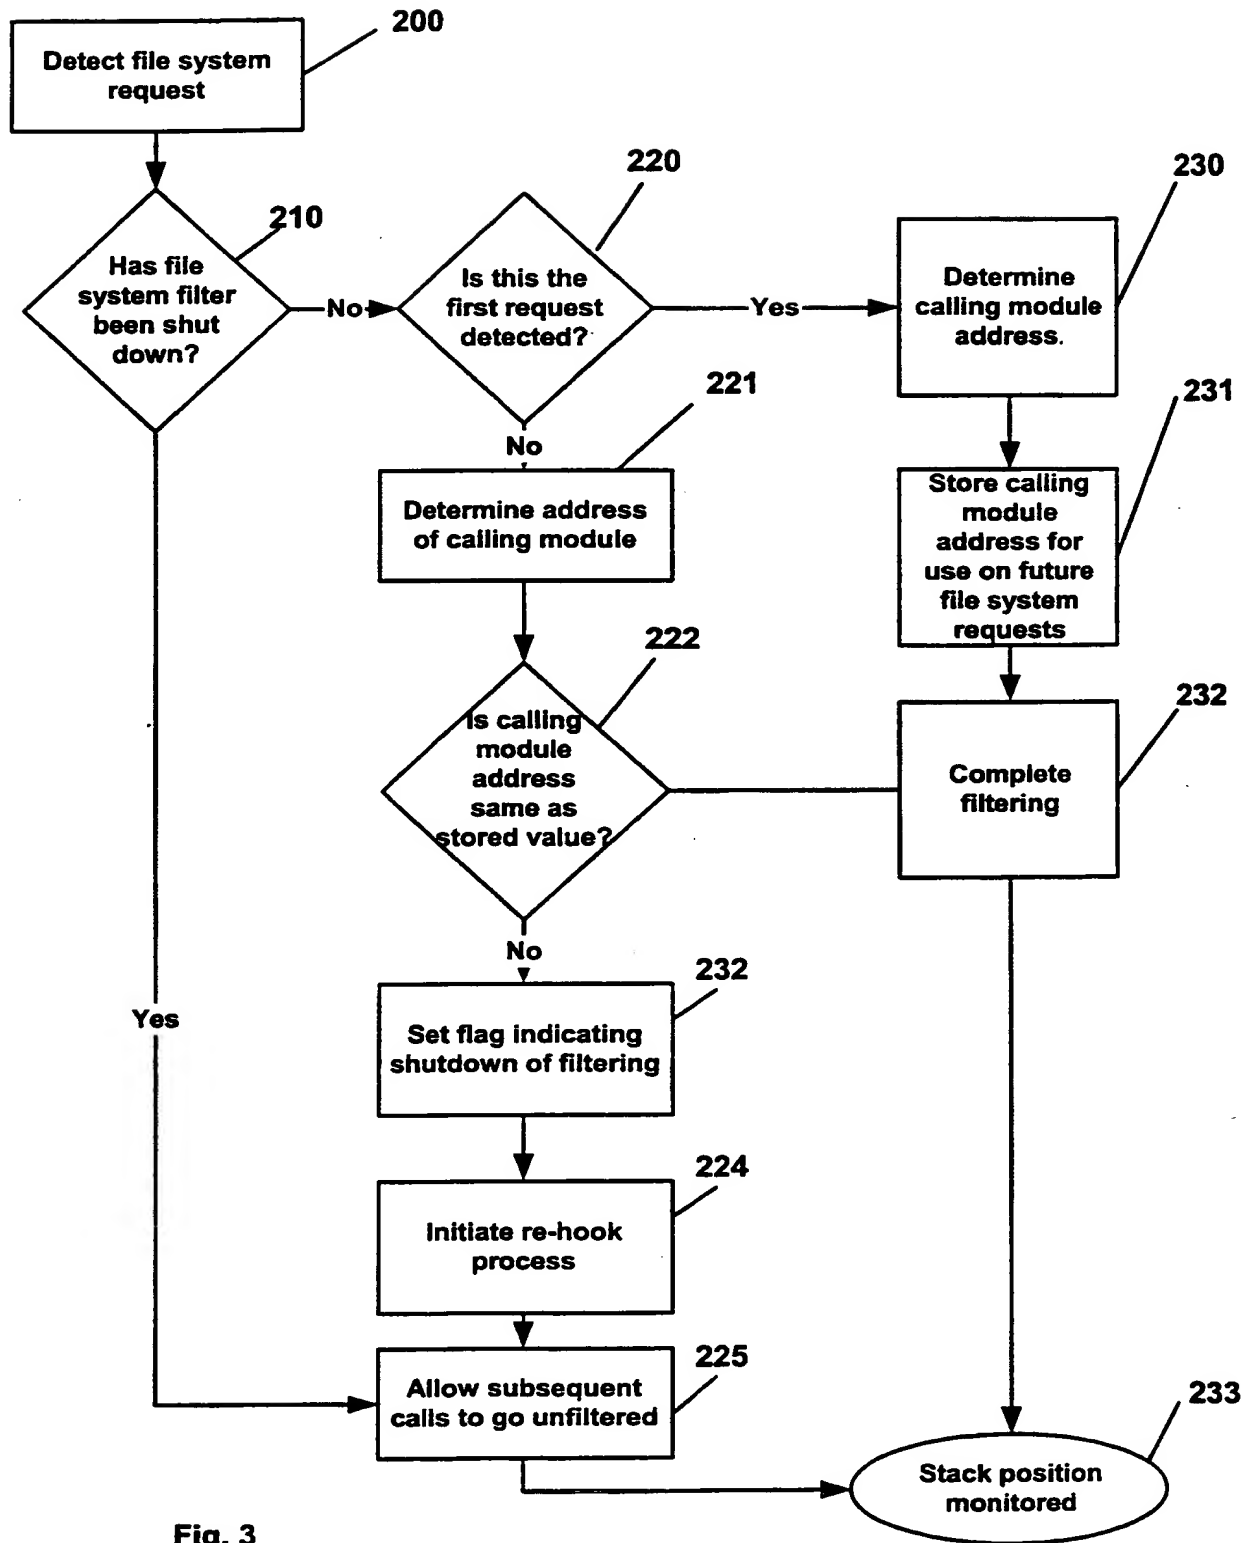 200
Detect file system
request
210
Has file
system filter
been shut
down?
No
220
Is this the
first request
detected?
Yes
230
Determine
calling module
address.
No
221
Determine address
of calling module
231
Store calling
module
address for
use on future
file system
requests
222
Is calling
module
address
same as
stored value?
232
Complete
filtering
No
232
Set flag indicating
shutdown of filtering
Yes
224
Initiate re-hook
process
225
Allow subsequent
calls to go unfiltered
233
Stack position
monitored
Fig. 3